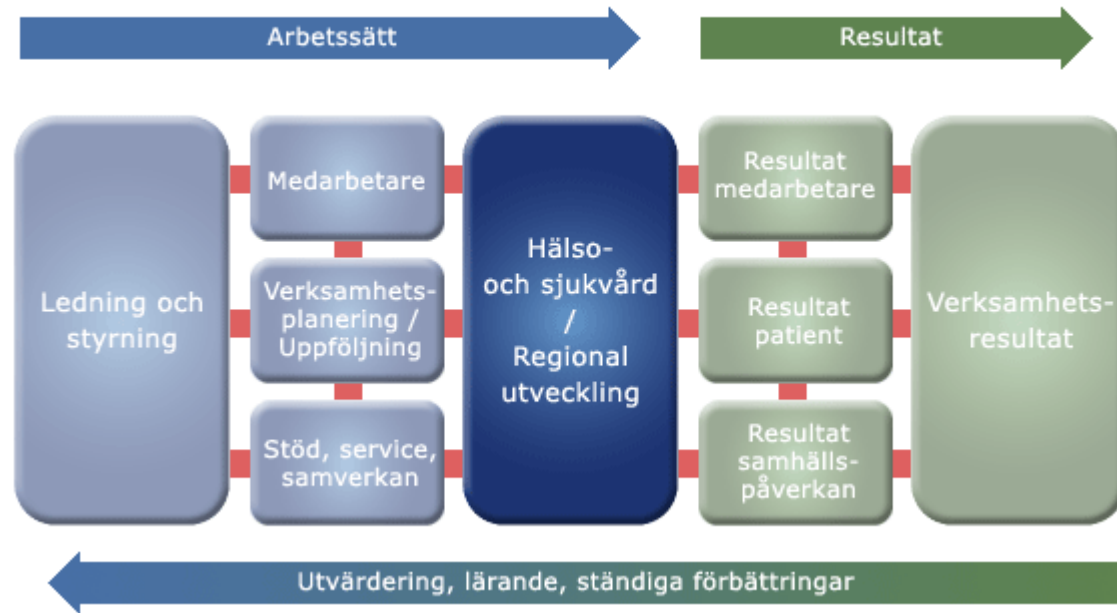 Arbetssätt
Resultat
Ledning och
styrning
Medarbetare
Verksamhets-
planering /
Uppföljning
Stöd, service,
samverkan
Hälso-
och sjukvård
/
Regional
utveckling
Resultat
medarbetare
Resultat
patient
Resultat
samhälls-
påverkan
Verksamhets-
resultat
Utvärdering, lärande, ständiga förbättringar